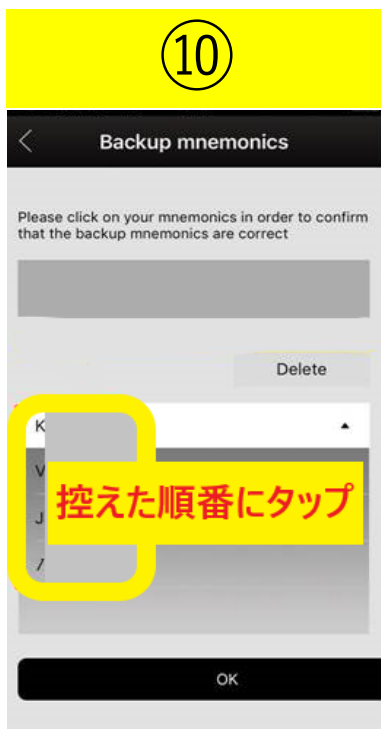 ⑩
Backup mnemonics
Please click on your mnemonics in order to confirm
that the backup mnemonics are correct
Delete
K
V
控えた順番にタップ
J
OK